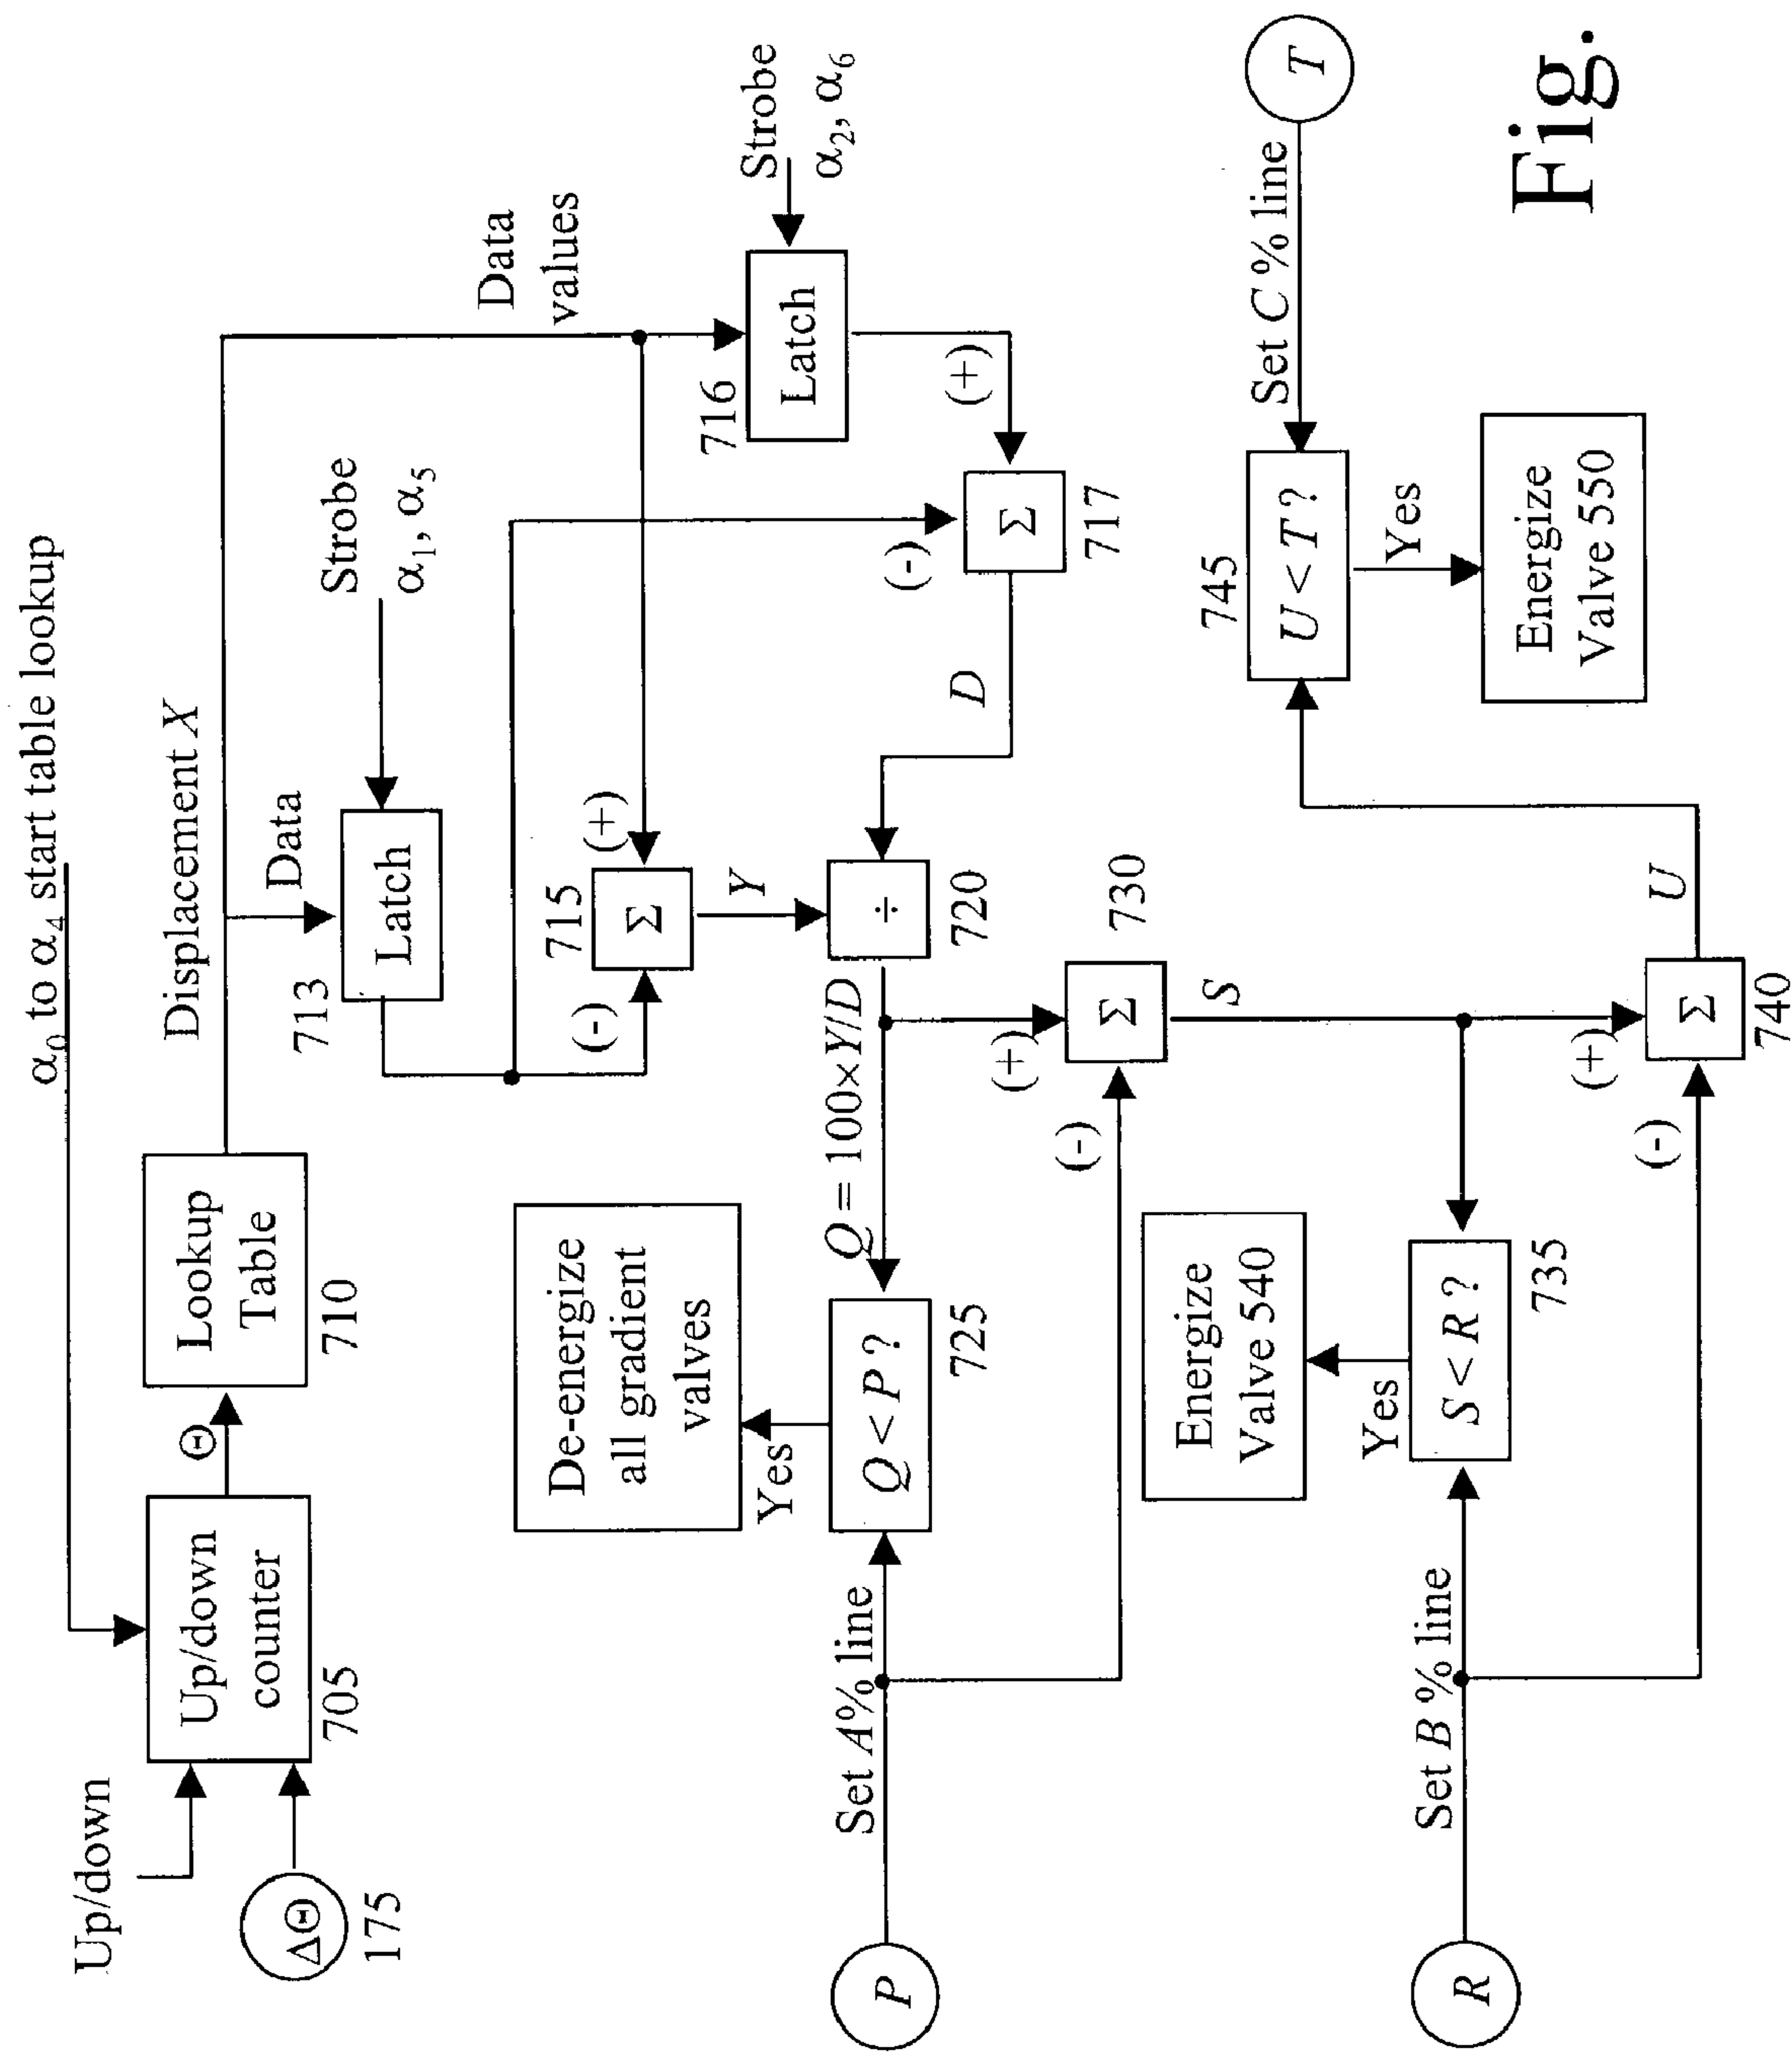 α₀ to α₄ start table lookup
Up/down
ΔΘ
175
Up/down
counter
705
Θ
Lookup
Table
710
Displacement X
Data
Latch
713
Strobe
α₁, α₅
Data
values
Strobe
α₂, α₆
Latch
716
(-)
(+)
Σ
715
Y
(-)
(+)
Σ
717
D
÷
720
Q = 100×Y/D
De-energize
all gradient
valves
Yes
Q < P ?
725
P
Set A% line
(+)
(-)
Σ
730
S
Energize
Valve 540
Yes
S < R ?
735
R
Set B % line
(+)
(-)
Σ
740
U
745
U < T ?
Set C % line
T
Yes
Energize
Valve 550
Fig.